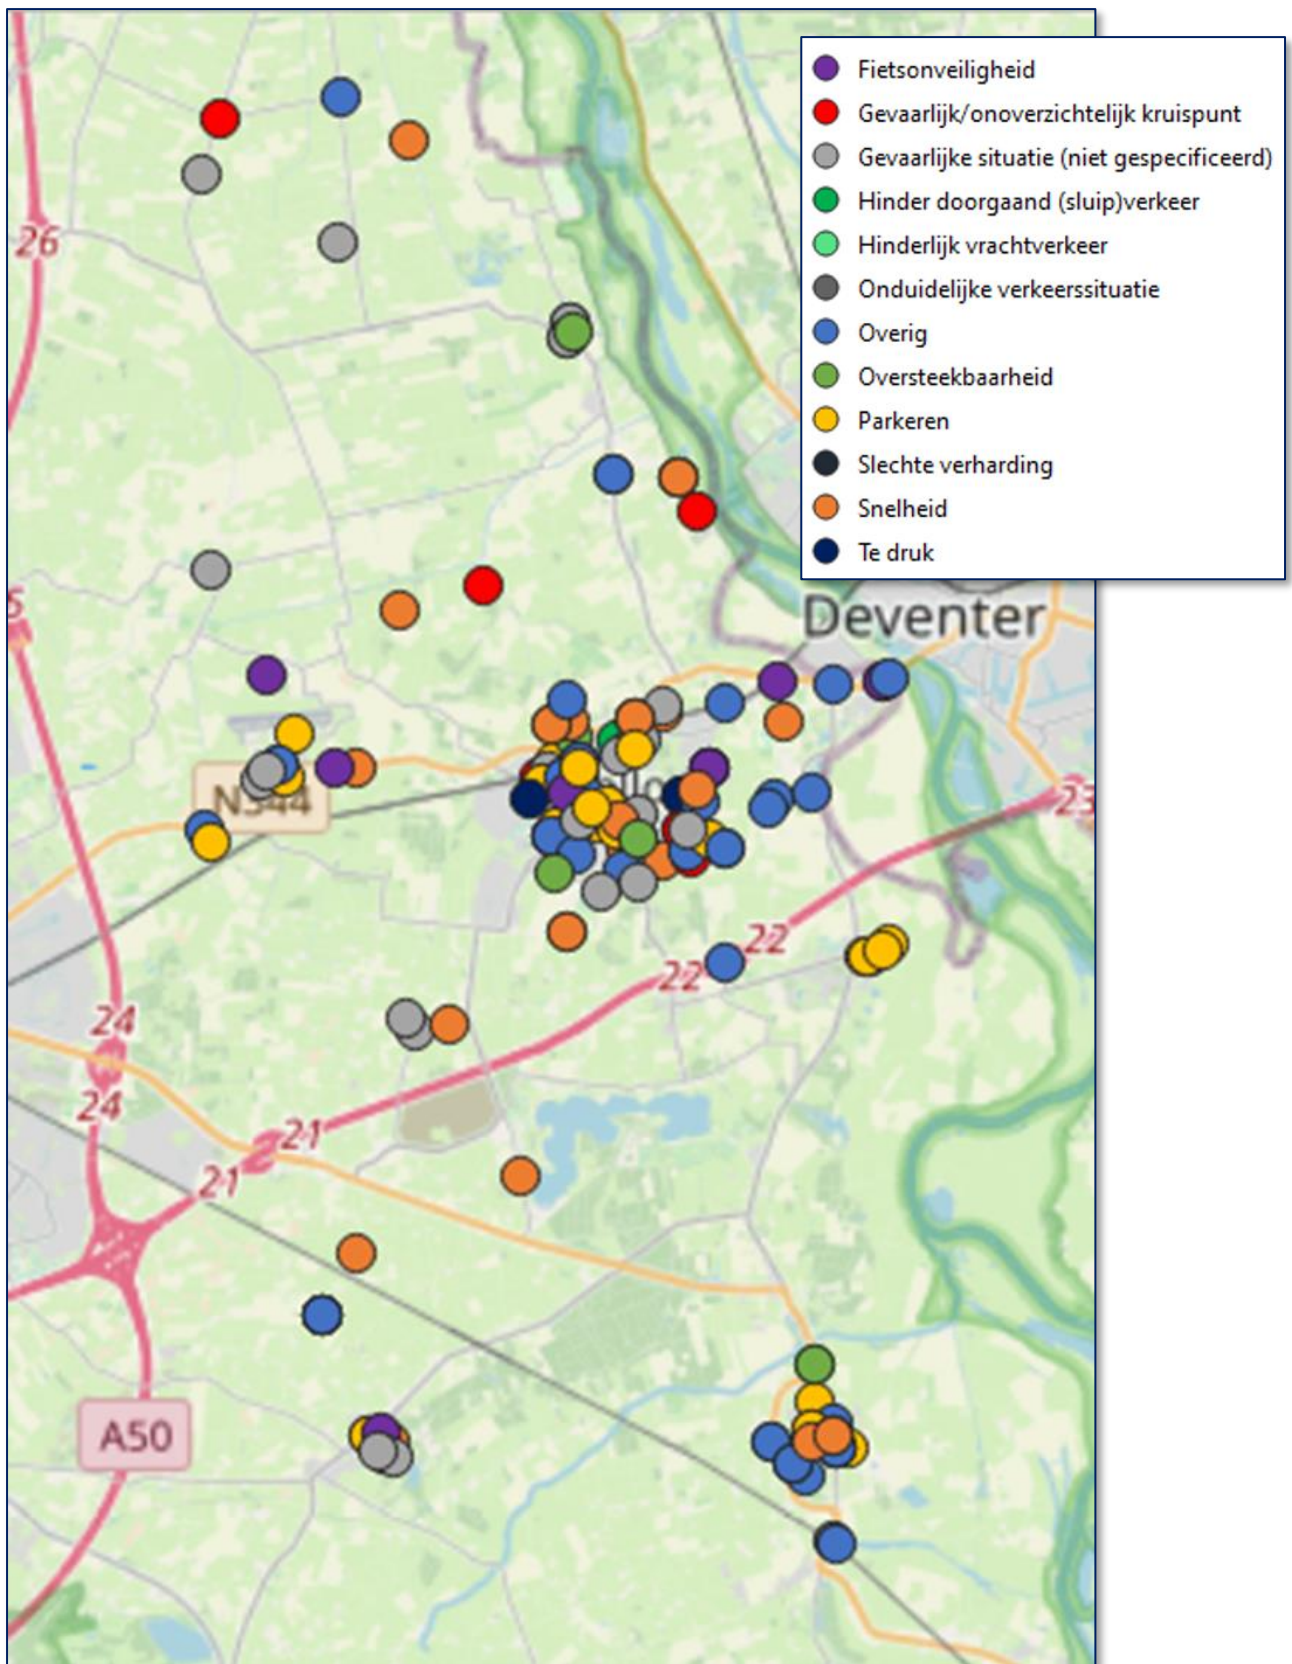 Fietsonveiligheid
Gevaarlijk/onoverzichtelijk kruispunt
Gevaarlijke situatie (niet gespecificeerd)
Hinder doorgaand (sluip)verkeer
Hinderlijk vrachtverkeer
Onduidelijke verkeerssituatie
Overig
Oversteekbaarheid
Parkeren
Slechte verharding
Snelheid
Te druk
26
Deventer
N344
23
22
22
24
24
21
21
A50